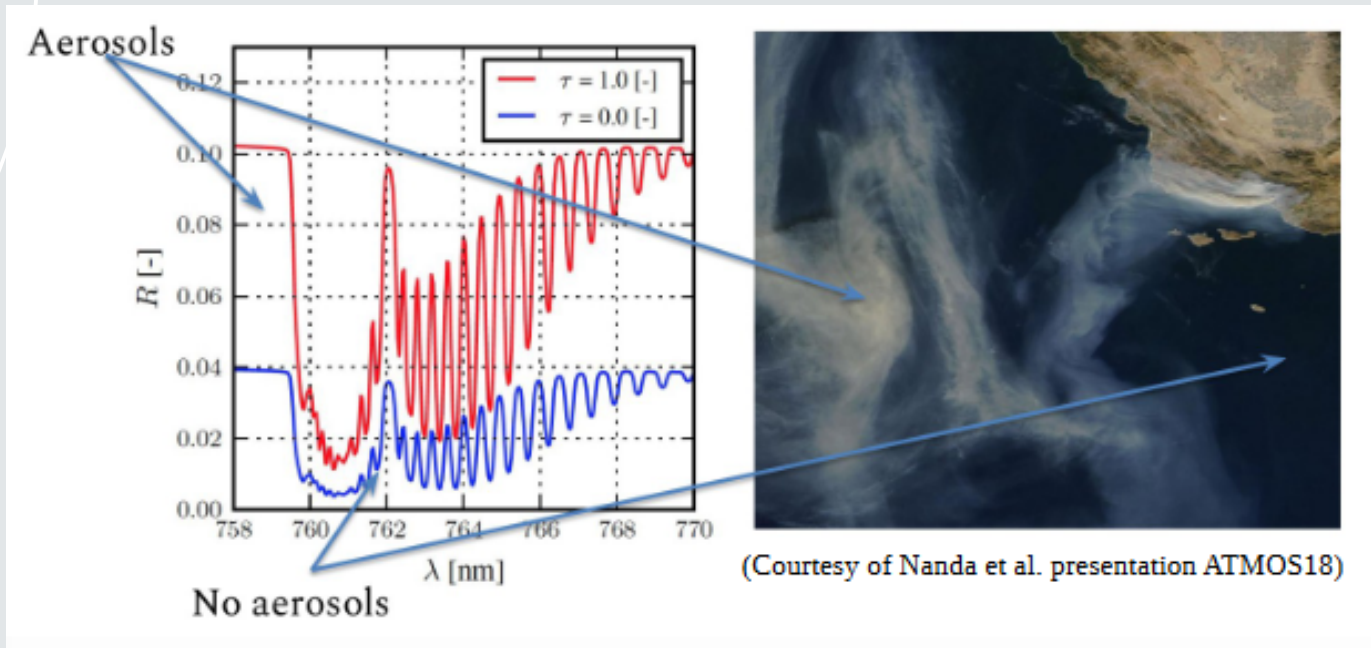 Aerosols
0.12
0.10
0.08
0.06
0.04
0.02
0.00
R [-]
τ = 1.0 [-]
τ = 0.0 [-]
758 760 762 764 766 768 770
λ [nm]
No aerosols
(Courtesy of Nanda et al. presentation ATMOS18)